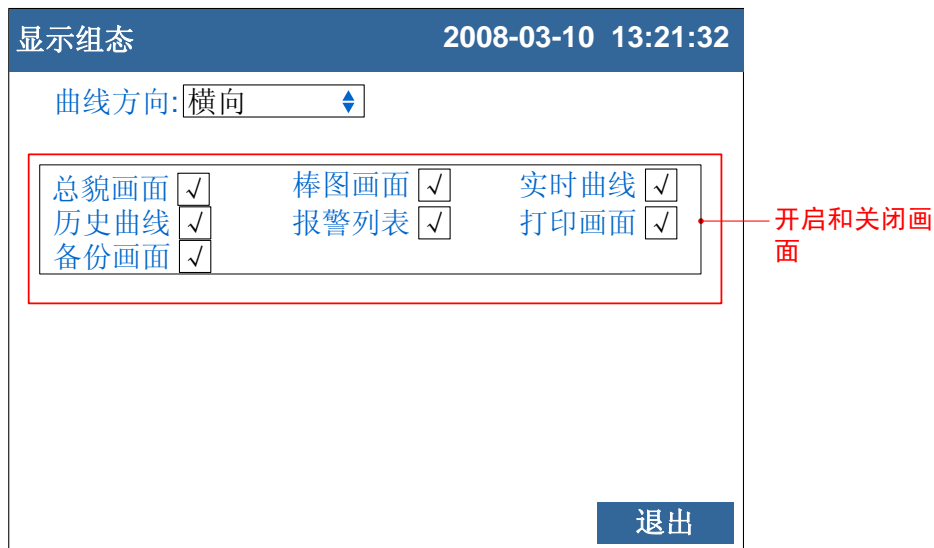 显示组态 2008-03-10 13:21:32
曲线方向:横向
总貌画面 √ 棒图画面 √ 实时曲线 √
历史曲线 √ 报警列表 √ 打印画面 √
备份画面 √
开启和关闭画
面
退出